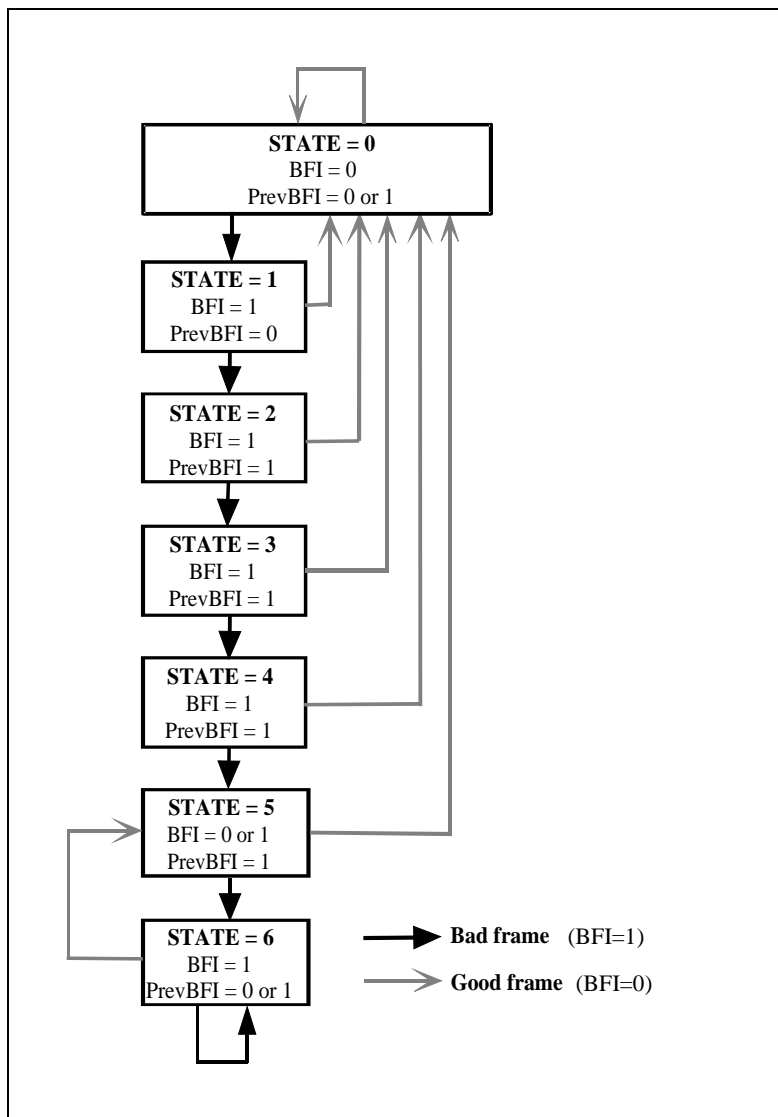 STATE = 0
BFI = 0
PrevBFI = 0 or 1
STATE = 1
BFI = 1
PrevBFI = 0
STATE = 2
BFI = 1
PrevBFI = 1
STATE = 3
BFI = 1
PrevBFI = 1
STATE = 4
BFI = 1
PrevBFI = 1
STATE = 5
BFI = 0 or 1
PrevBFI = 1
STATE = 6
BFI = 1
PrevBFI = 0 or 1
Bad frame (BFI=1)
Good frame (BFI=0)